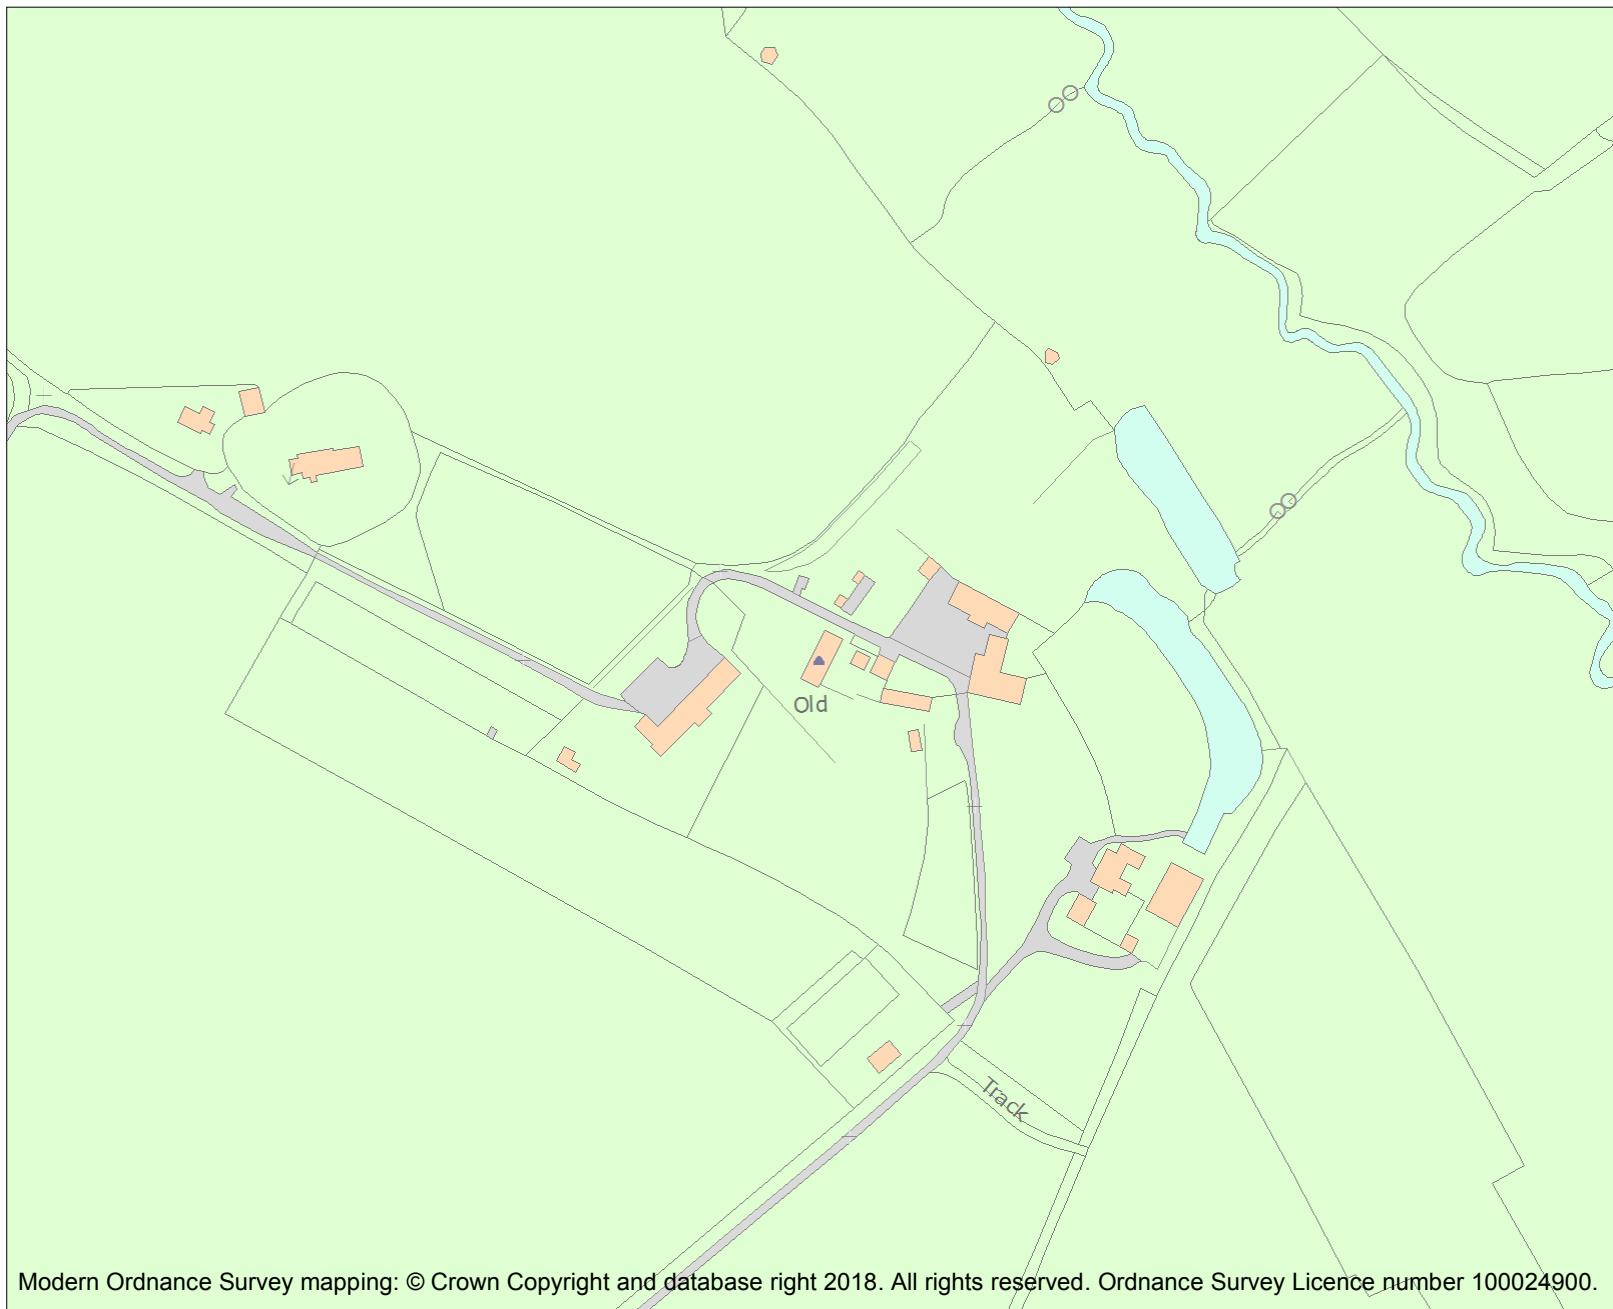 Old
Track
Modern Ordnance Survey mapping: © Crown Copyright and database right 2018. All rights reserved. Ordnance Survey Licence number 100024900.